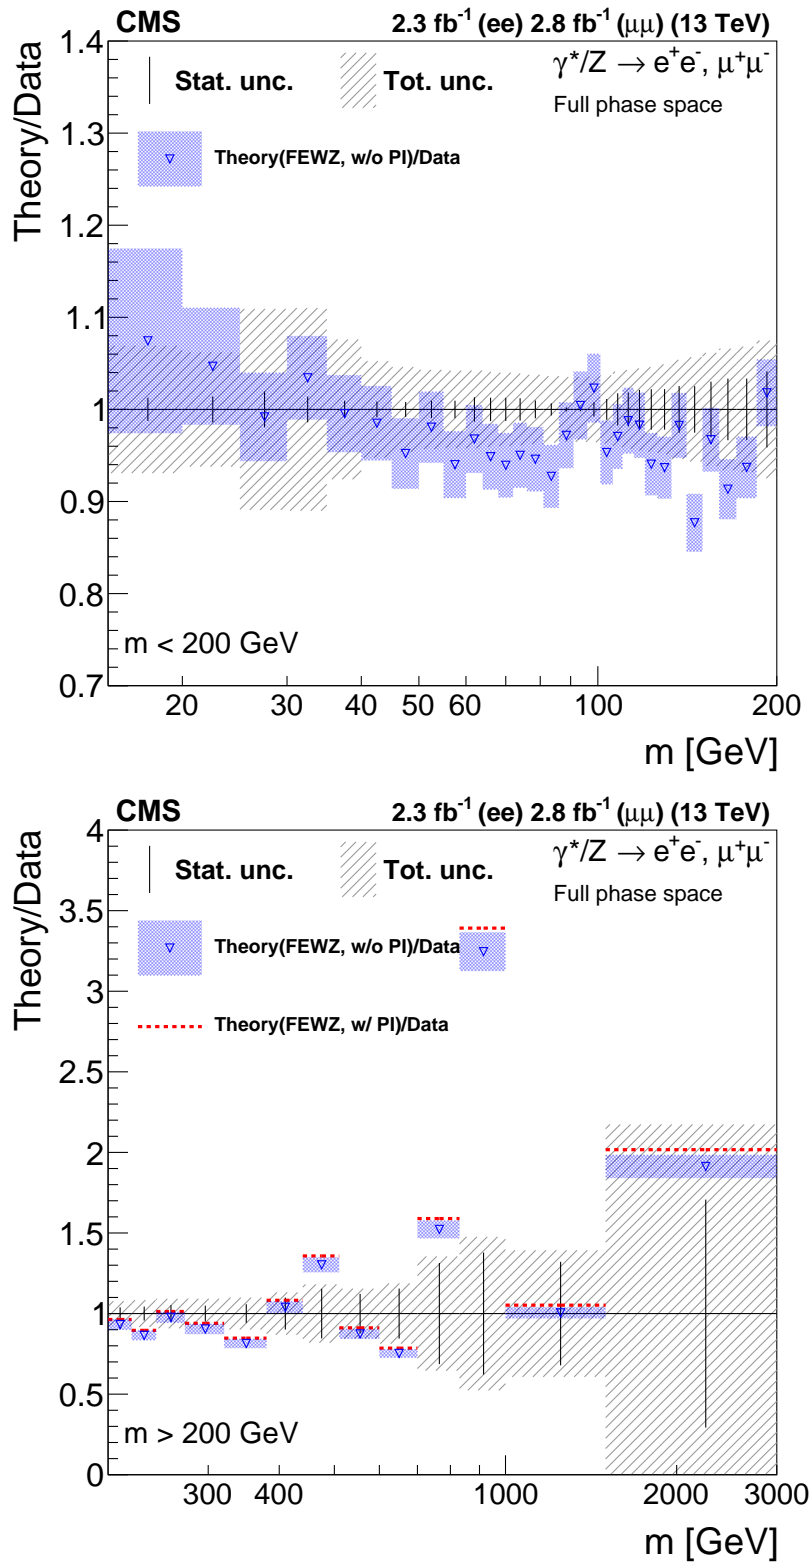 CMS 2.3 fb⁻¹ (ee) 2.8 fb⁻¹ (μμ) (13 TeV)
Theory/Data
1.4
1.3
1.2
1.1
1
0.9
0.8
0.7
Stat. unc.
Tot. unc.
γ*/Z → e⁺e⁻, μ⁺μ⁻
Full phase space
Theory(FEWZ, w/o PI)/Data
m < 200 GeV
20 30 40 50 60 100 200
m [GeV]
CMS 2.3 fb⁻¹ (ee) 2.8 fb⁻¹ (μμ) (13 TeV)
Theory/Data
4
3.5
3
2.5
2
1.5
1
0.5
0
Stat. unc.
Tot. unc.
γ*/Z → e⁺e⁻, μ⁺μ⁻
Full phase space
Theory(FEWZ, w/o PI)/Data
Theory(FEWZ, w/ PI)/Data
m > 200 GeV
300 400 1000 2000 3000
m [GeV]